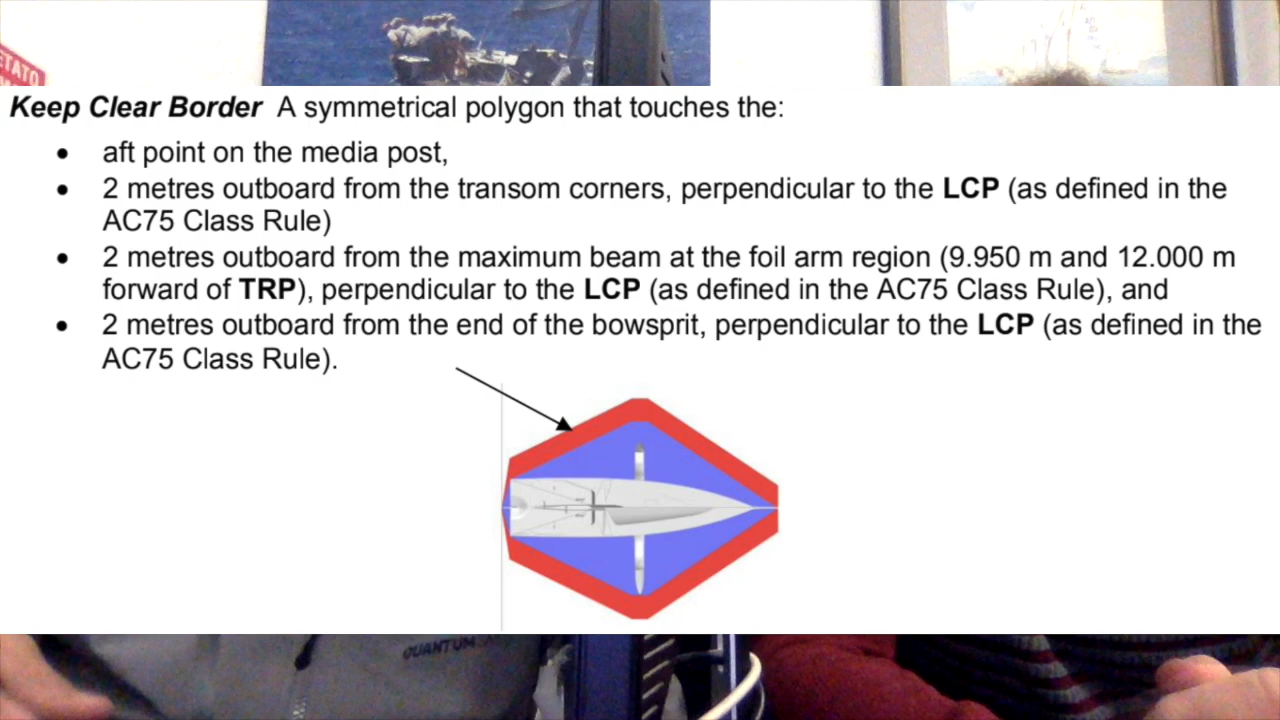 ETATO
Keep Clear Border A symmetrical polygon that touches the:
• aft point on the media post,
• 2 metres outboard from the transom corners, perpendicular to the LCP (as defined in the
AC75 Class Rule)
• 2 metres outboard from the maximum beam at the foil arm region (9.950 m and 12.000 m
forward of TRP), perpendicular to the LCP (as defined in the AC75 Class Rule), and
• 2 metres outboard from the end of the bowsprit, perpendicular to the LCP (as defined in the
AC75 Class Rule).
QUANTUM